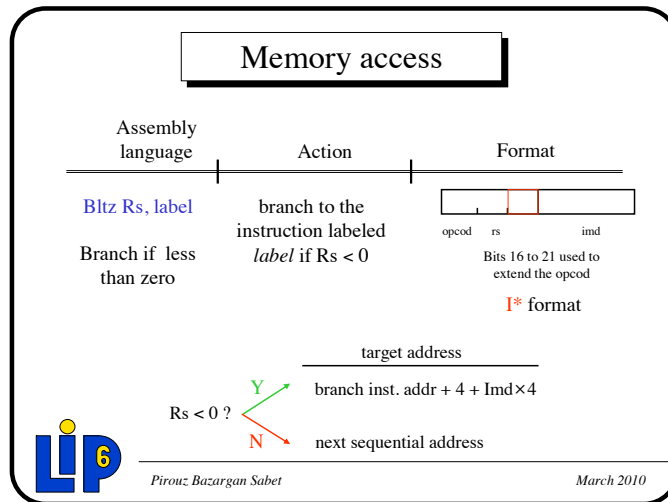 Memory access
Assembly
language
Action
Format
Bltz Rs, label
Branch if less
than zero
branch to the
instruction labeled
label if Rs < 0
opcod rs imd
Bits 16 to 21 used to
extend the opcod
I* format
target address
Rs < 0 ?
Y
branch inst. addr + 4 + Imd×4
N
next sequential address
LIP6
Pirouz Bazargan Sabet
March 2010